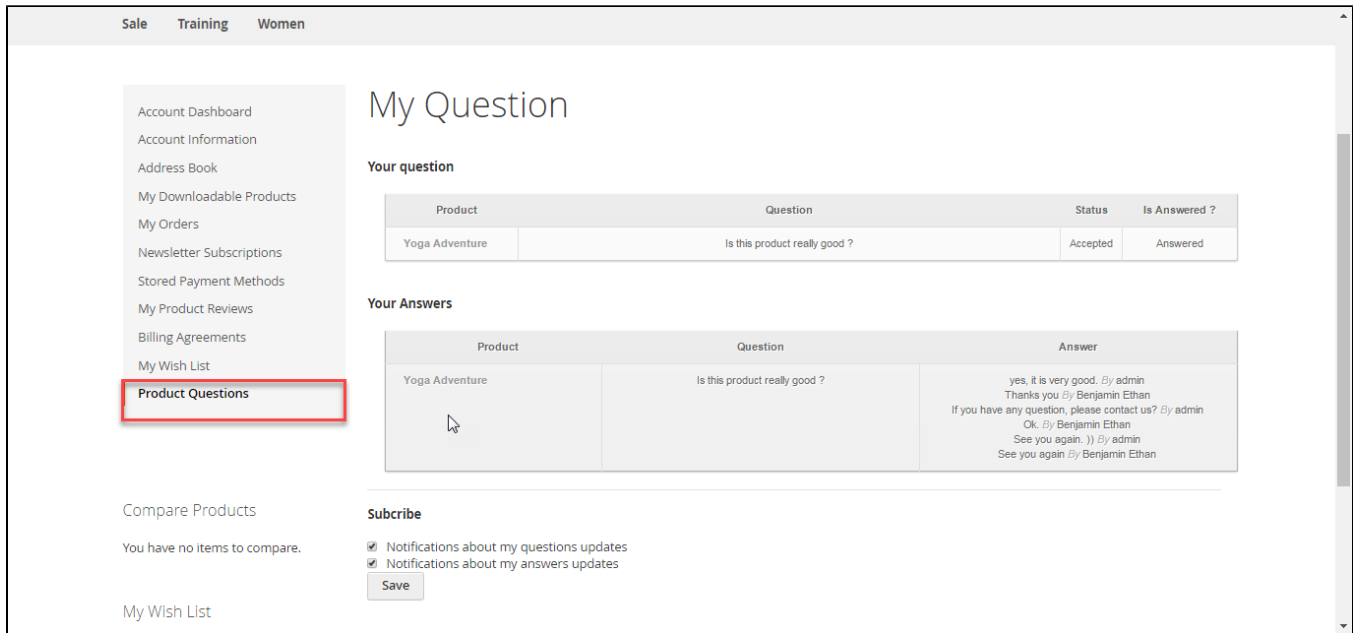 Sale Training Women
Account Dashboard
Account Information
Address Book
My Downloadable Products
My Orders
Newsletter Subscriptions
Stored Payment Methods
My Product Reviews
Billing Agreements
My Wish List
Product Questions
Compare Products
You have no items to compare.
My Wish List
My Question
Your question
Product Question Status Is Answered ?
Yoga Adventure Is this product really good ? Accepted Answered
Your Answers
Product Question Answer
Yoga Adventure Is this product really good ? yes, it is very good. By admin
Thanks you By Benjamin Ethan
If you have any question, please contact us? By admin
Ok. By Benjamin Ethan
See you again. )) By admin
See you again By Benjamin Ethan
Subcribe
Notifications about my questions updates
Notifications about my answers updates
Save